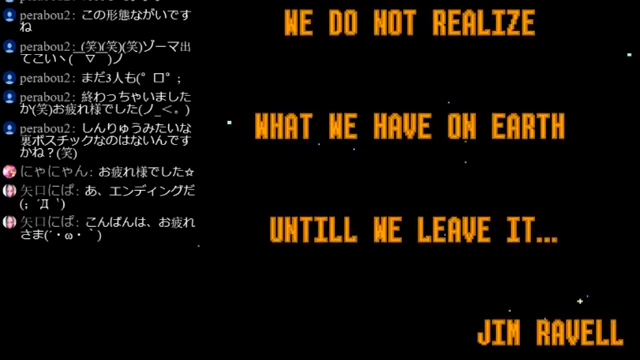 perabou2: この形態ながいです
ね
perabou2: (笑)(笑)(笑)ゾーマ出
てこいヽ(￣▽￣)ノ
perabou2: まだ3人も(゜ロ゜;
perabou2: 終わっちゃいました
か(笑)お疲れ様でした(ノ_<。)
perabou2: しんりゅうみたいな
裏ボスチックなのはないんです
かね？(笑)
にゃにゃん: お疲れ様でした☆
矢口にぱ: あ、エンディングだ
(;゛Д゛)
矢口にぱ: こんばんは、お疲れ
さま(´・ω・｀)
WE DO NOT REALIZE
WHAT WE HAVE ON EARTH
UNTILL WE LEAVE IT...
JIM RAVELL